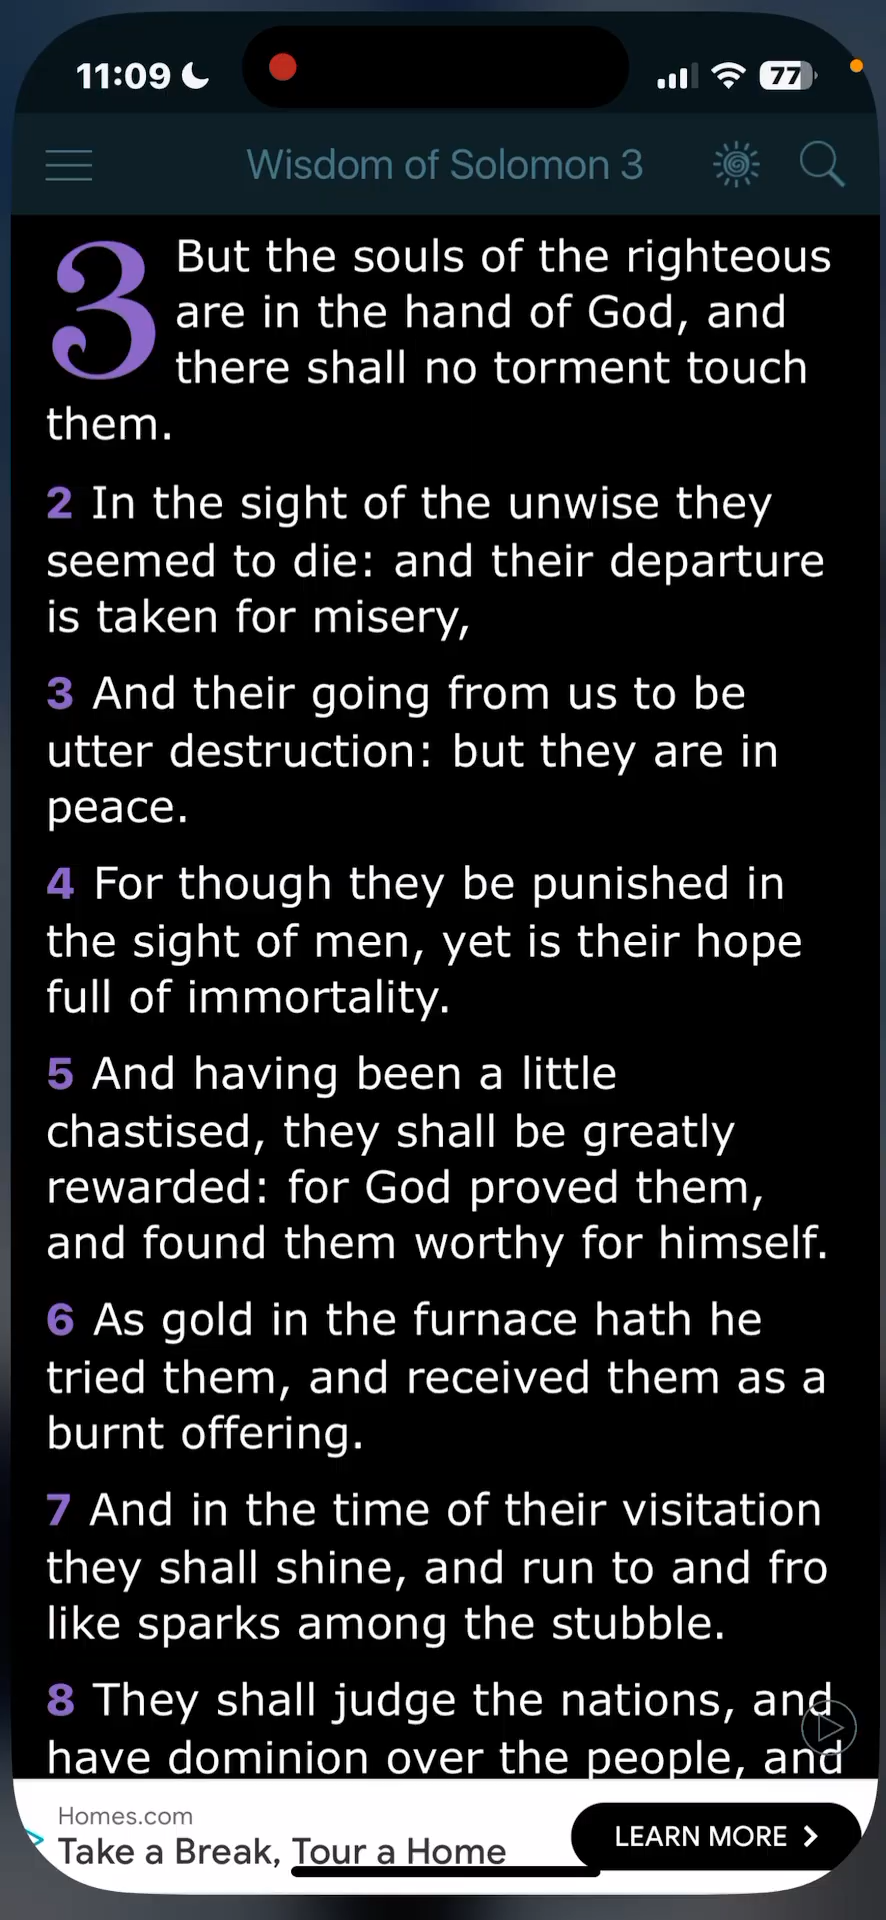 11:09
77
Wisdom of Solomon 3
3 But the souls of the righteous
are in the hand of God, and
there shall no torment touch
them.
2 In the sight of the unwise they
seemed to die: and their departure
is taken for misery,
3 And their going from us to be
utter destruction: but they are in
peace.
4 For though they be punished in
the sight of men, yet is their hope
full of immortality.
5 And having been a little
chastised, they shall be greatly
rewarded: for God proved them,
and found them worthy for himself.
6 As gold in the furnace hath he
tried them, and received them as a
burnt offering.
7 And in the time of their visitation
they shall shine, and run to and fro
like sparks among the stubble.
8 They shall judge the nations, and
have dominion over the people, and
Homes.com
Take a Break, Tour a Home
LEARN MORE